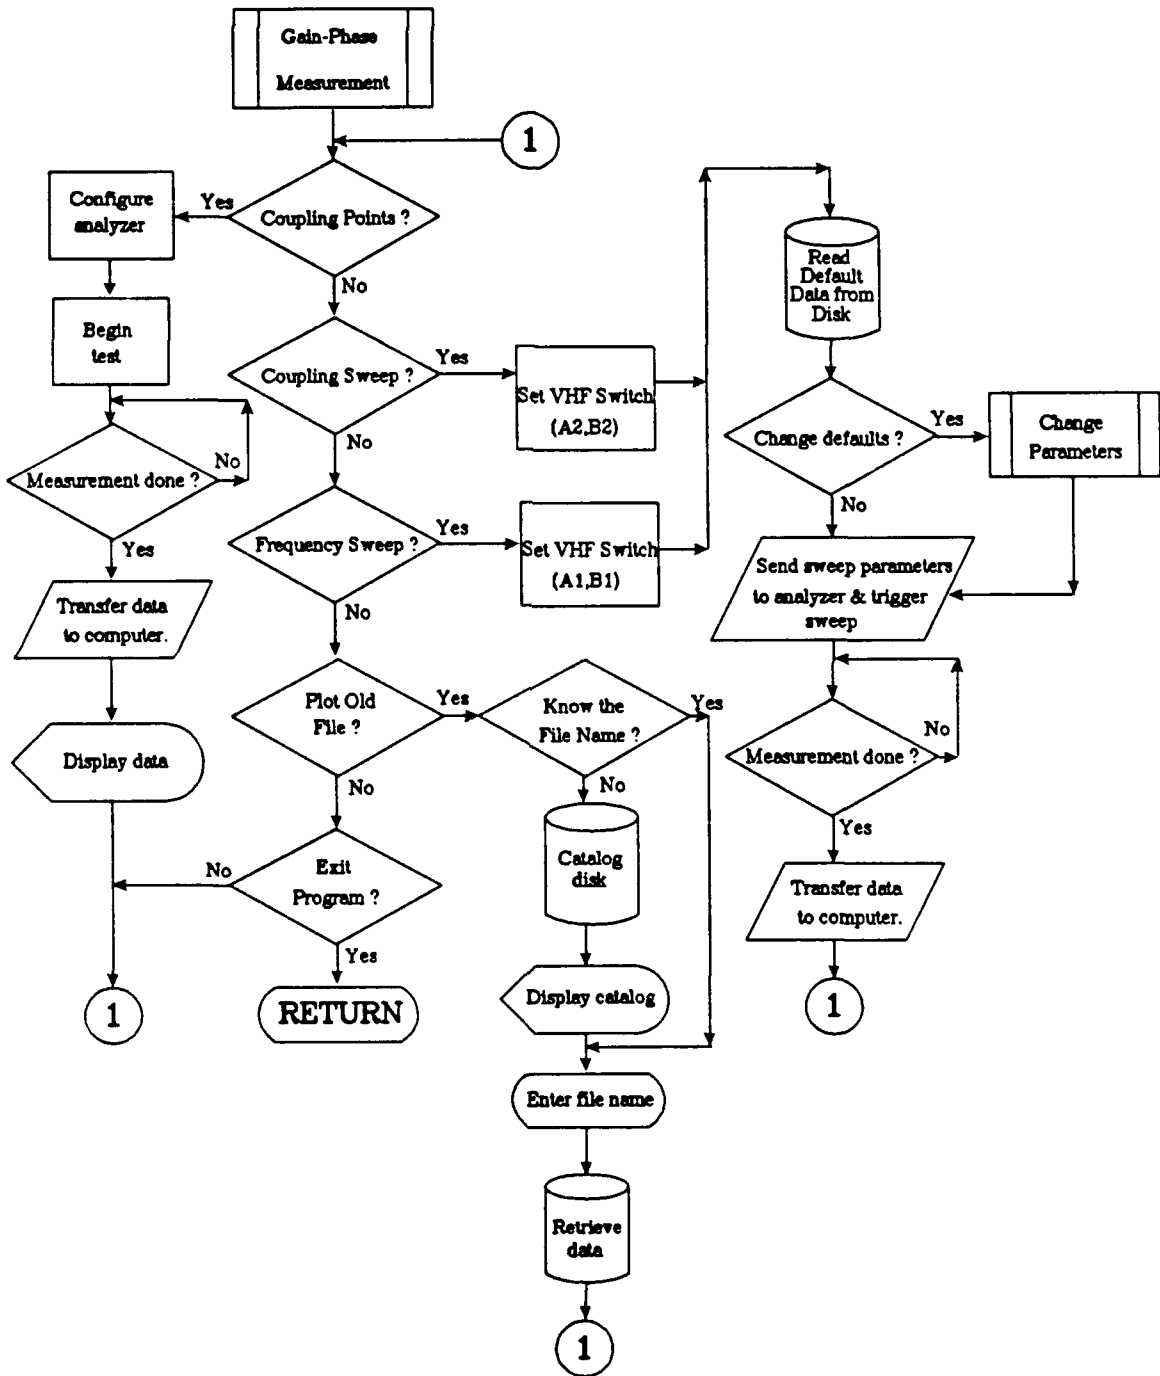 Gain-Phase
Measurement
1
Configure
analyzer
Yes
Coupling Points ?
No
Begin
test
Coupling Sweep ?
Yes
Set VHF Switch
(A2,B2)
Read
Default
Data from
Disk
Measurement done ?
No
No
Change defaults ?
Yes
Change
Parameters
No
Yes
Frequency Sweep ?
Yes
Set VHF Switch
(A1,B1)
Send sweep parameters
to analyzer & trigger
sweep
Transfer data
to computer.
No
Plot Old
File ?
Yes
Know the
File Name ?
Yes
Measurement done ?
No
Display data
No
No
Yes
No
Exit
Program ?
Catalog
disk
Transfer data
to computer.
Yes
1
RETURN
Display catalog
1
Enter file name
Retrieve
data
1